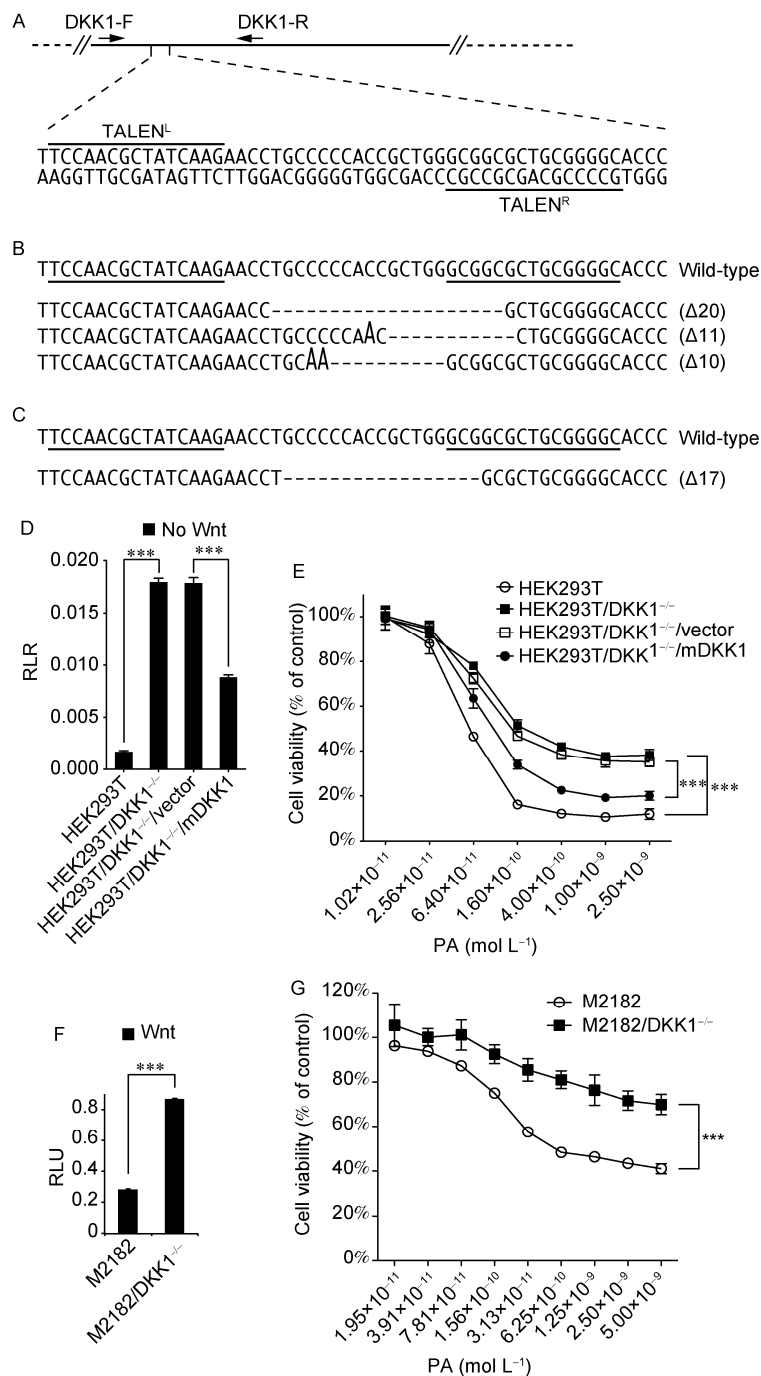 A
DKK1-F
DKK1-R
TALENᴸ
TTCCAACGCTATCAAGAACCTGCCCCCACCGCTGGGCGGCGCTGCGGGGCACCC
AAGGTTGCGATAGTTCTTGGACGGGGGTGGCGACCCGCCGCGACGCCCCGTGGG
TALENᴿ
B
TTCCAACGCTATCAAGAACCTGCCCCCACCGCTGGGCGGCGCTGCGGGGCACCC Wild-type
TTCCAACGCTATCAAGAACC--------------------GCTGCGGGGCACCC (Δ20)
TTCCAACGCTATCAAGAACCTGCCCCCAAC-----------CTGCGGGGCACCC (Δ11)
TTCCAACGCTATCAAGAACCTGCAA----------GCGGCGCTGCGGGGCACCC (Δ10)
C
TTCCAACGCTATCAAGAACCTGCCCCCACCGCTGGGCGGCGCTGCGGGGCACCC Wild-type
TTCCAACGCTATCAAGAACCT-----------------GCGCTGCGGGGCACCC (Δ17)
D
No Wnt
*** ***
0.020
0.015
0.010
0.005
0.000
RLR
HEK293T
HEK293T/DKK1⁻/⁻
HEK293T/DKK1⁻/⁻/vector
HEK293T/DKK1⁻/⁻/mDKK1
E
HEK293T
HEK293T/DKK1⁻/⁻
HEK293T/DKK1⁻/⁻/vector
HEK293T/DKK1⁻/⁻/mDKK1
100%
80%
60%
40%
20%
0%
Cell viability (% of control)
*** ***
1.02×10⁻¹¹
2.56×10⁻¹¹
6.40×10⁻¹¹
1.60×10⁻¹⁰
4.00×10⁻¹⁰
1.00×10⁻⁹
2.50×10⁻⁹
PA (mol L⁻¹)
F
Wnt
***
0.8
0.6
0.4
0.2
0
RLU
M2182
M2182/DKK1⁻/⁻
G
M2182
M2182/DKK1⁻/⁻
120%
100%
80%
60%
40%
20%
0%
Cell viability (% of control)
***
1.95×10⁻¹¹
3.91×10⁻¹¹
7.81×10⁻¹¹
1.56×10⁻¹⁰
3.13×10⁻¹¹
6.25×10⁻¹⁰
1.25×10⁻⁹
2.50×10⁻⁹
5.00×10⁻⁹
PA (mol L⁻¹)